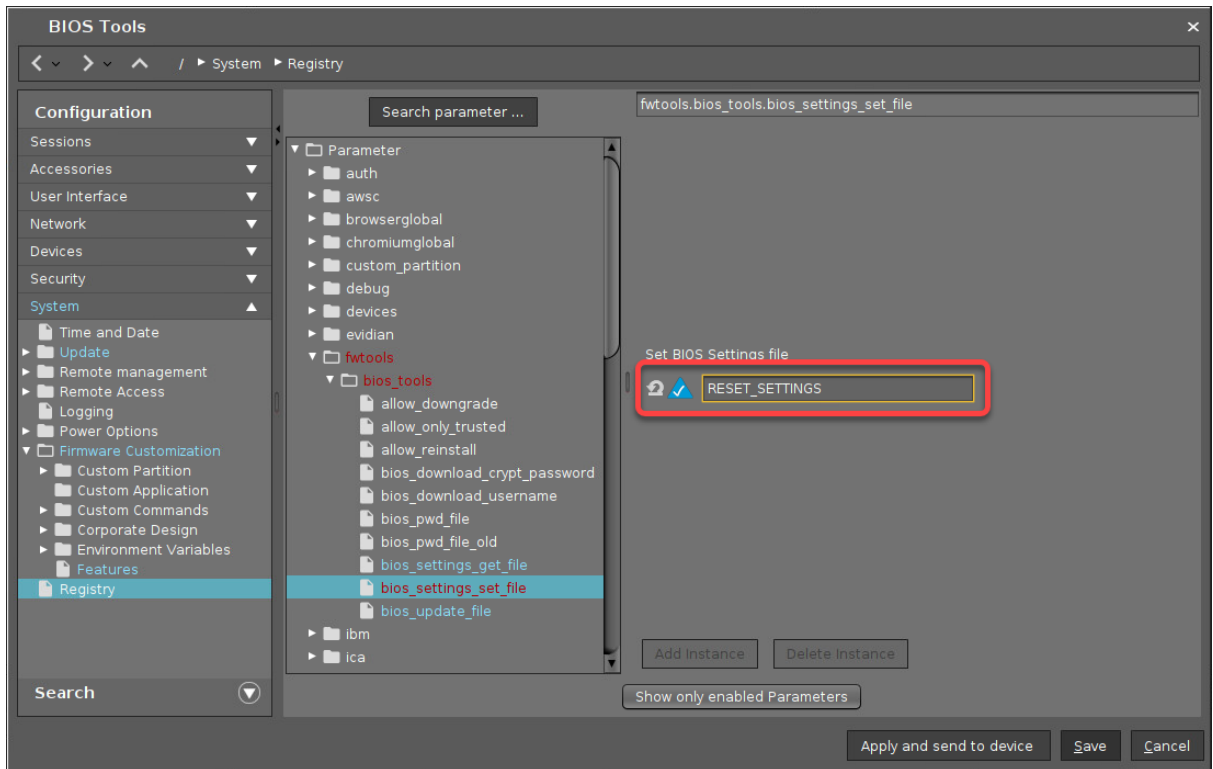 BIOS Tools
/ System Registry
Configuration
Sessions
Accessories
User Interface
Network
Devices
Security
System
Time and Date
Update
Remote management
Remote Access
Logging
Power Options
Firmware Customization
Custom Partition
Custom Application
Custom Commands
Corporate Design
Environment Variables
Features
Registry
Search
Search parameter ...
Parameter
auth
awsc
browserglobal
chromiumglobal
custom_partition
debug
devices
evidian
fwtools
bios_tools
allow_downgrade
allow_only_trusted
allow_reinstall
bios_download_crypt_password
bios_download_username
bios_pwd_file
bios_pwd_file_old
bios_settings_get_file
bios_settings_set_file
bios_update_file
ibm
ica
fwtools.bios_tools.bios_settings_set_file
Set BIOS Settings file
RESET_SETTINGS
Add Instance Delete Instance
Show only enabled Parameters
Apply and send to device Save Cancel